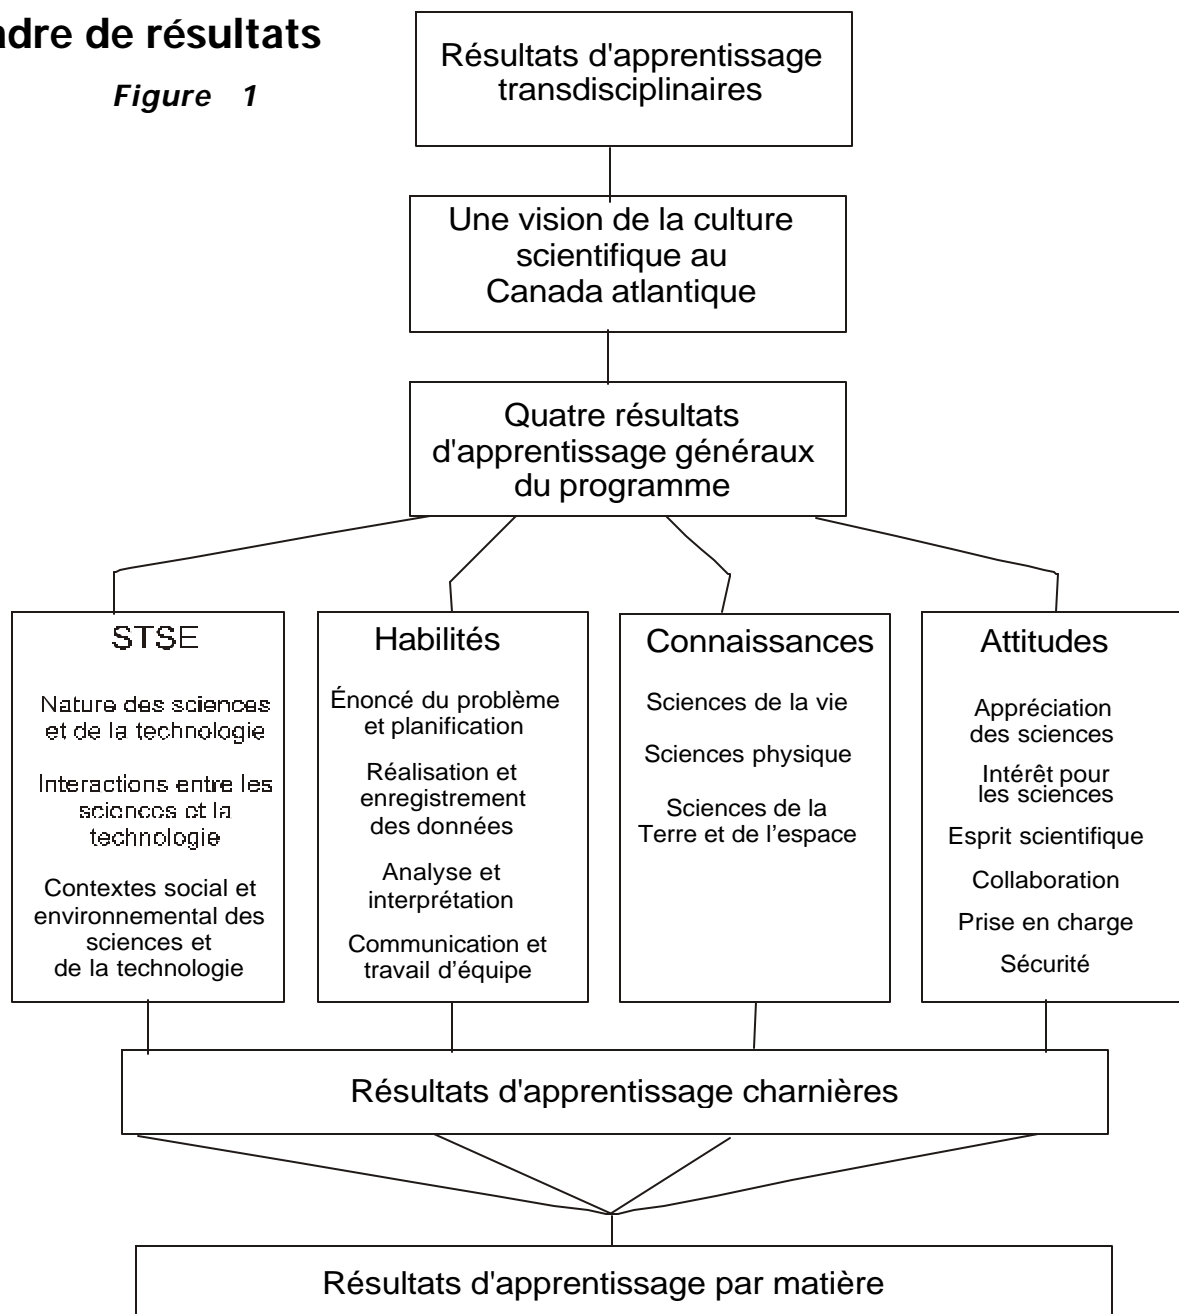 adre de résultats
Figure 1
Résultats d'apprentissage
transdisciplinaires
Une vision de la culture
scientifique au
Canada atlantique
Quatre résultats
d'apprentissage généraux
du programme
STSE
Nature des sciences
et de la technologie
Interactions entre les
sciences et la
technologie
Contextes social et
environnemental des
sciences et
de la technologie
Habilités
Énoncé du problème
et planification
Réalisation et
enregistrement
des données
Analyse et
interprétation
Communication et
travail d'équipe
Connaissances
Sciences de la vie
Sciences physique
Sciences de la
Terre et de l'espace
Attitudes
Appréciation
des sciences
Intérêt pour
les sciences
Esprit scientifique
Collaboration
Prise en charge
Sécurité
Résultats d'apprentissage charnières
Résultats d'apprentissage par matière